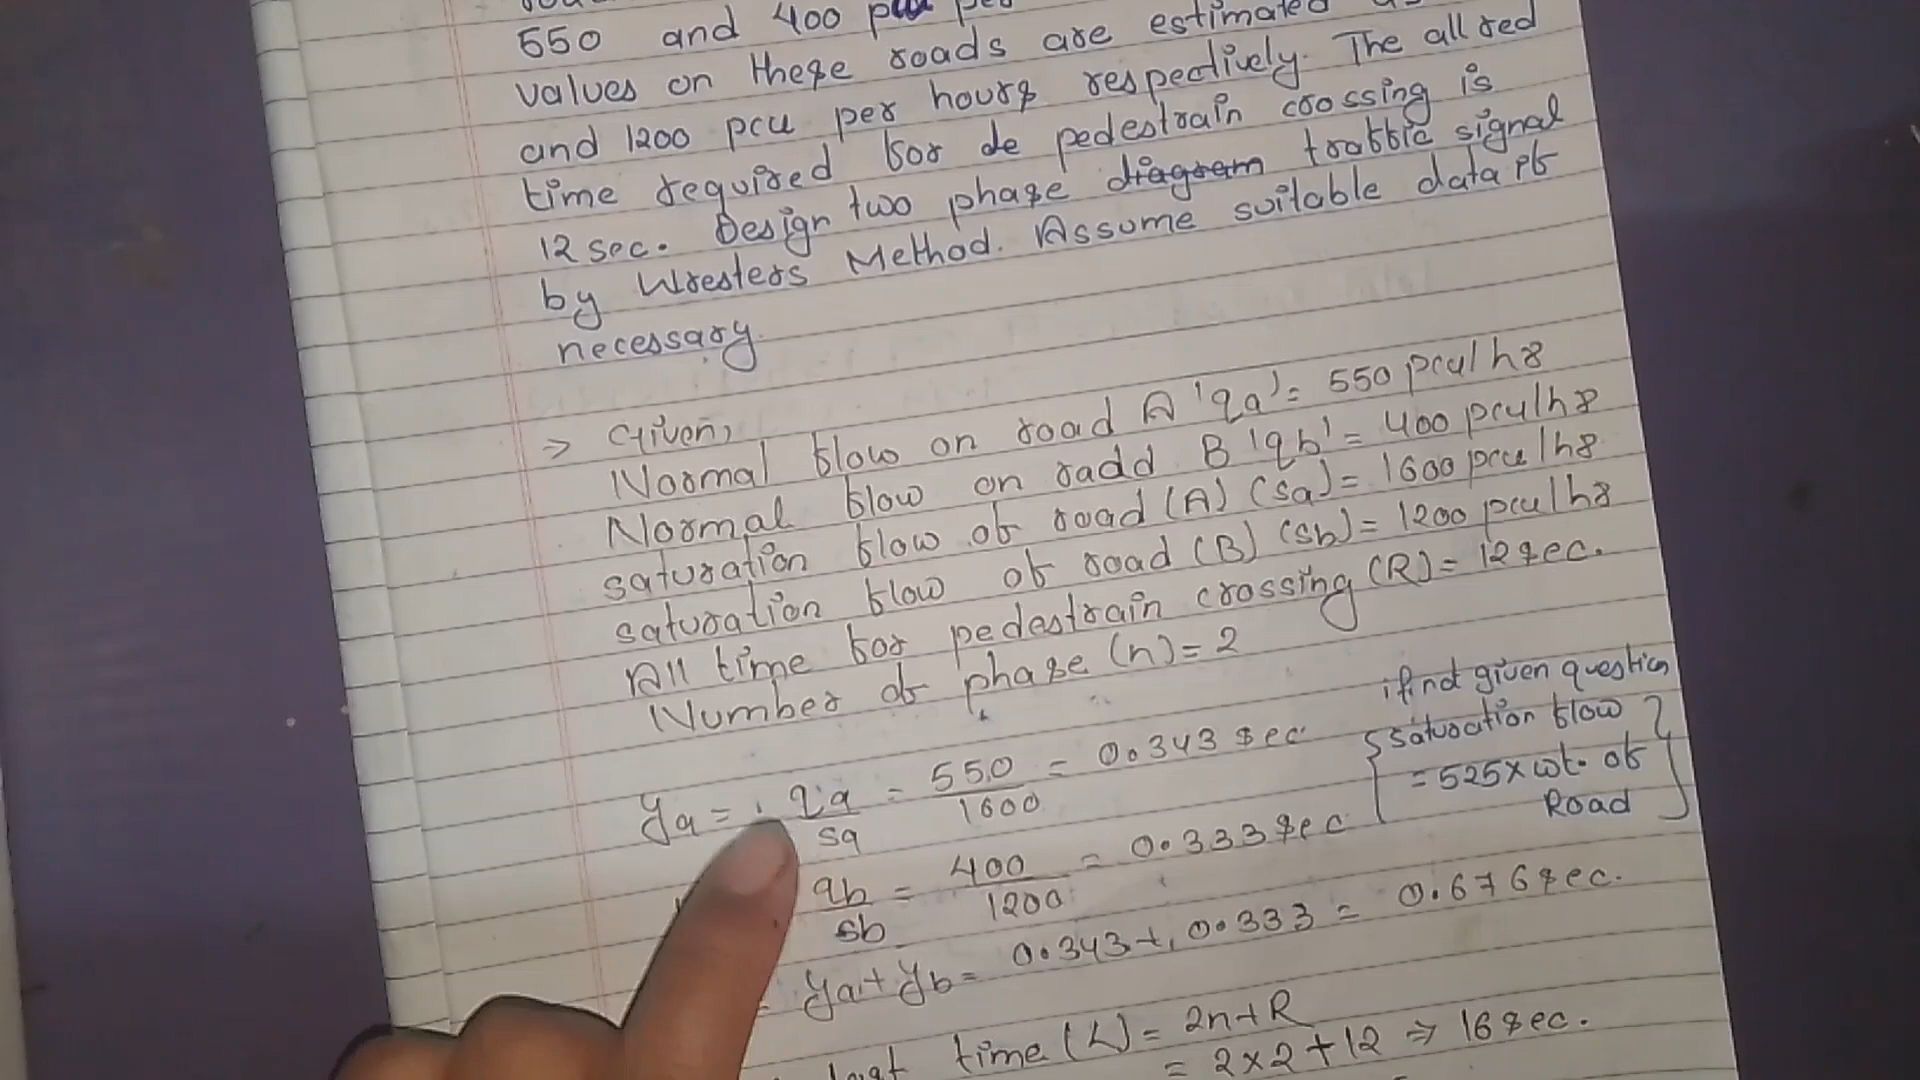 550 and 400 pcu per
values on these roads are estimated as
and 1200 pcu per hours respectively. The all red
time required for de pedestrain crossing is
12 sec. Design two phase diagram traffic signal
by Wresters Method. Assume suitable data if
necessary.
=> Given,
Normal flow on road A 'qa' = 550 pcu/hr
Normal flow on radd B 'qb' = 400 pcu/hr
saturation flow of road (A) (Sa) = 1600 pcu/hr
saturation flow of road (B) (Sb) = 1200 pcu/hr
All time for pedestrain crossing (R) = 12 sec.
Number of phase (n) = 2
if not given question
saturation flow
= 525 x wt. of
Road
ya = qa/sa = 550/1600 = 0.343 sec
qb/sb = 400/1200 = 0.333 sec
= ya + yb = 0.343 + 0.333 = 0.676 sec.
lost time (L) = 2n + R
= 2 x 2 + 12 => 16 sec.